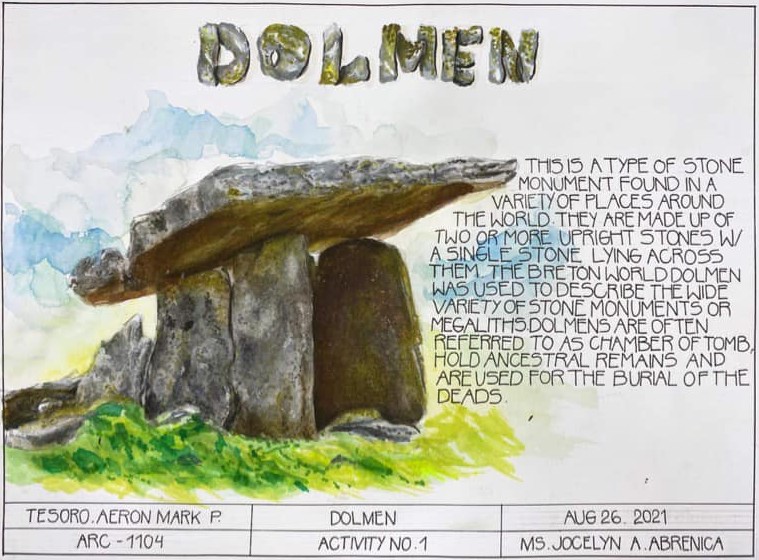 DOLMEN
THIS IS A TYPE OF STONE
MONUMENT FOUND IN A
VARIETY OF PLACES AROUND
THE WORLD. THEY ARE MADE UP OF
TWO OR MORE UPRIGHT STONES W/
A SINGLE STONE LYING ACROSS
THEM. THE BRETON WORLD DOLMEN
WAS USED TO DESCRIBE THE WIDE
VARIETY OF STONE MONUMENTS OR
MEGALITHS.DOLMENS ARE OFTEN
REFERRED TO AS CHAMBER OF TOMB,
HOLD ANCESTRAL REMAINS AND
ARE USED FOR THE BURIAL OF THE
DEADS.
TESORO, AERON MARK P.
DOLMEN
AUG 26, 2021
ARC - 1104
ACTIVITY NO. 1
MS. JOCELYN A. ABRENICA